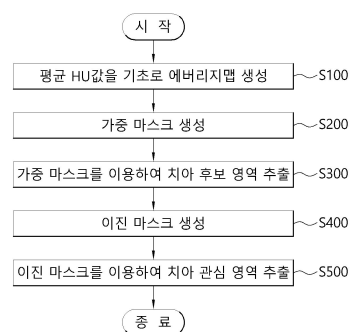 시 작
평균 HU값을 기초로 에버리지맵 생성 S100
가중 마스크 생성 S200
가중 마스크를 이용하여 치아 후보 영역 추출 S300
이진 마스크 생성 S400
이진 마스크를 이용하여 치아 관심 영역 추출 S500
종 료